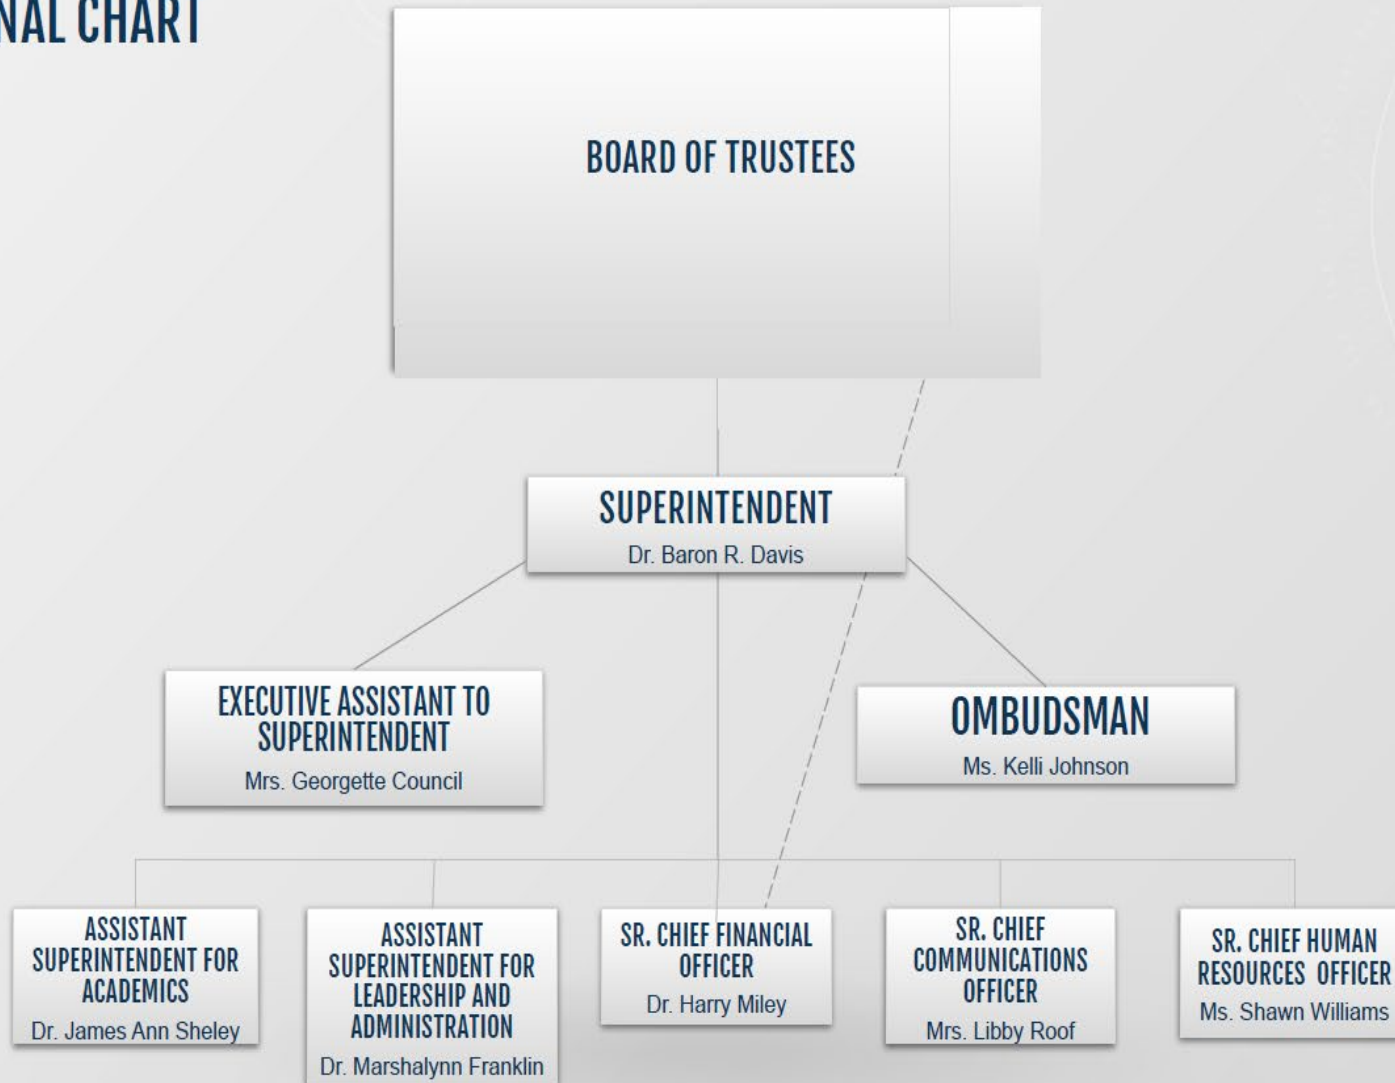 NAL CHART
BOARD OF TRUSTEES
SUPERINTENDENT
Dr. Baron R. Davis
EXECUTIVE ASSISTANT TO
SUPERINTENDENT
Mrs. Georgette Council
OMBUDSMAN
Ms. Kelli Johnson
ASSISTANT
SUPERINTENDENT FOR
ACADEMICS
Dr. James Ann Sheley
ASSISTANT
SUPERINTENDENT FOR
LEADERSHIP AND
ADMINISTRATION
Dr. Marshalynn Franklin
SR. CHIEF FINANCIAL
OFFICER
Dr. Harry Miley
SR. CHIEF
COMMUNICATIONS
OFFICER
Mrs. Libby Roof
SR. CHIEF HUMAN
RESOURCES OFFICER
Ms. Shawn Williams